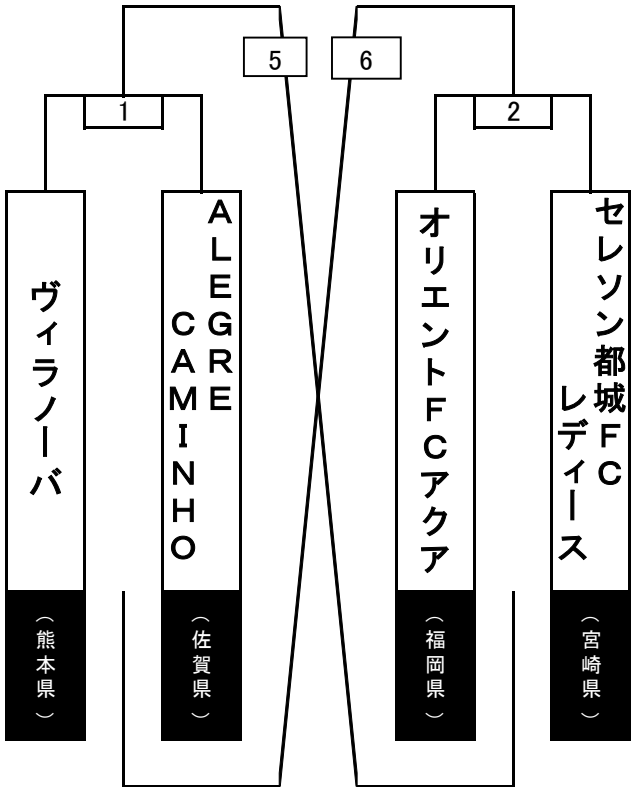 5
6
1
2
ヴィラノーバ
（熊本県）
ALEGRE
CAMINHO
（佐賀県）
オリエントFCアクア
（福岡県）
セレソン都城FC
レディース
（宮崎県）